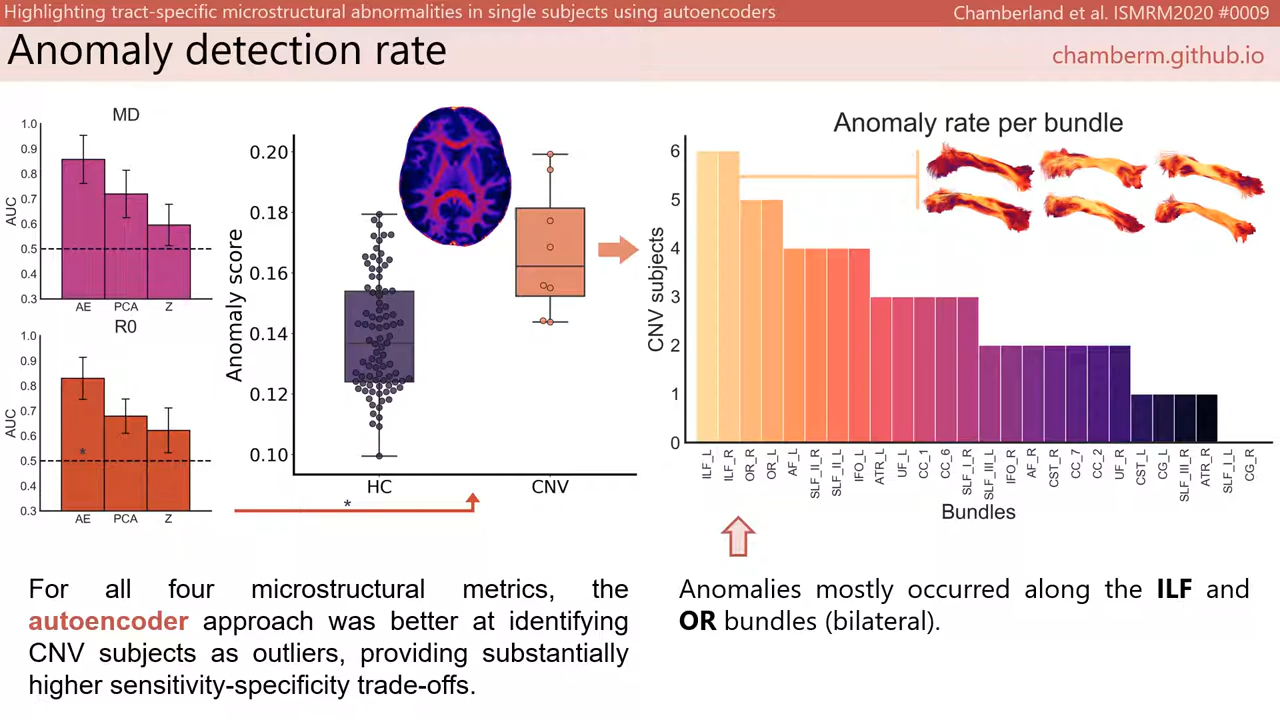 Highlighting tract-specific microstructural abnormalities in single subjects using autoencoders
Chamberland et al. ISMRM2020 #0009
Anomaly detection rate
chamberm.github.io
MD
1.0
0.9
0.8
0.7
0.6
0.5
0.4
0.3
AUC
AE PCA Z
R0
1.0
0.9
0.8
0.7
0.6
0.5
0.4
0.3
AUC
*
AE PCA Z
0.20
0.18
0.16
0.14
0.12
0.10
Anomaly score
HC CNV
*
Anomaly rate per bundle
6
5
4
3
2
1
0
CNV subjects
ILF_L
ILF_R
OR_R
OR_L
AF_L
SLF_II_R
SLF_II_L
IFO_L
ATR_L
UF_L
CC_1
CC_6
SLF_I_R
SLF_III_L
IFO_R
AF_R
CST_R
CC_7
CC_2
UF_R
CST_L
CG_L
SLF_III_R
ATR_R
SLF_I_L
CG_R
Bundles
For all four microstructural metrics, the
autoencoder approach was better at identifying
CNV subjects as outliers, providing substantially
higher sensitivity-specificity trade-offs.
Anomalies mostly occurred along the ILF and
OR bundles (bilateral).